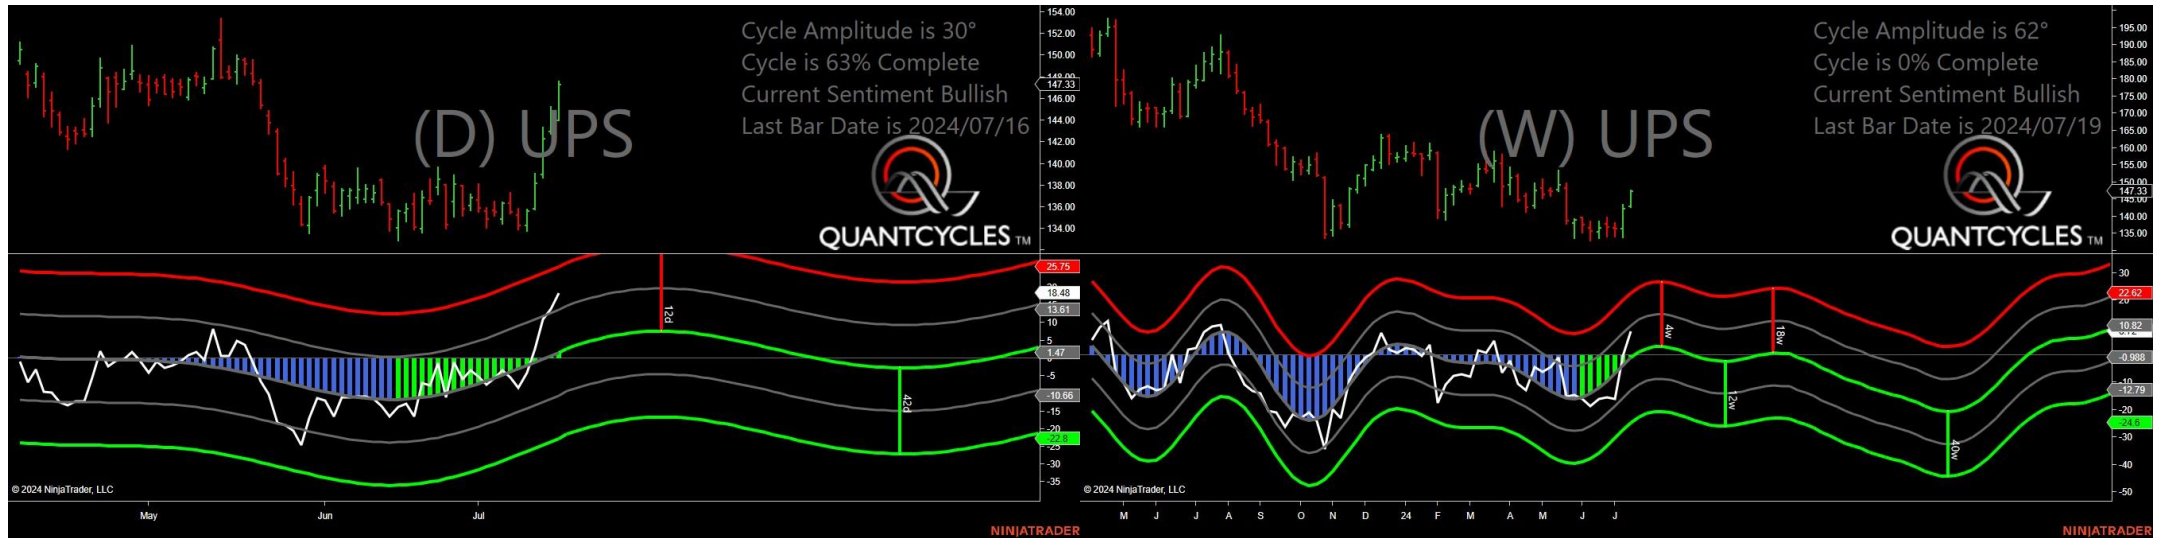 Cycle Amplitude is 30°
Cycle is 63% Complete
Current Sentiment Bullish
Last Bar Date is 2024/07/16
(D) UPS
QUANTCYCLES TM
154.00
152.00
150.00
148.00
147.33
146.00
144.00
142.00
140.00
138.00
136.00
134.00
25.75
18.48
13.61
10
5
1.47
-5
-10.66
-15
-20
-22.8
-25
-30
-35
12d
42d
© 2024 NinjaTrader, LLC
May
Jun
Jul
NINJATRADER
Cycle Amplitude is 62°
Cycle is 0% Complete
Current Sentiment Bullish
Last Bar Date is 2024/07/19
(W) UPS
QUANTCYCLES TM
195.00
190.00
185.00
180.00
175.00
170.00
165.00
160.00
155.00
150.00
147.33
145.00
140.00
135.00
30
22.62
20
10.82
-0.988
-10
-12.79
-20
-24.6
-30
-40
-50
4w
18w
12w
40w
© 2024 NinjaTrader, LLC
M
J
J
A
S
O
N
D
24
F
M
A
M
J
J
NINJATRADER